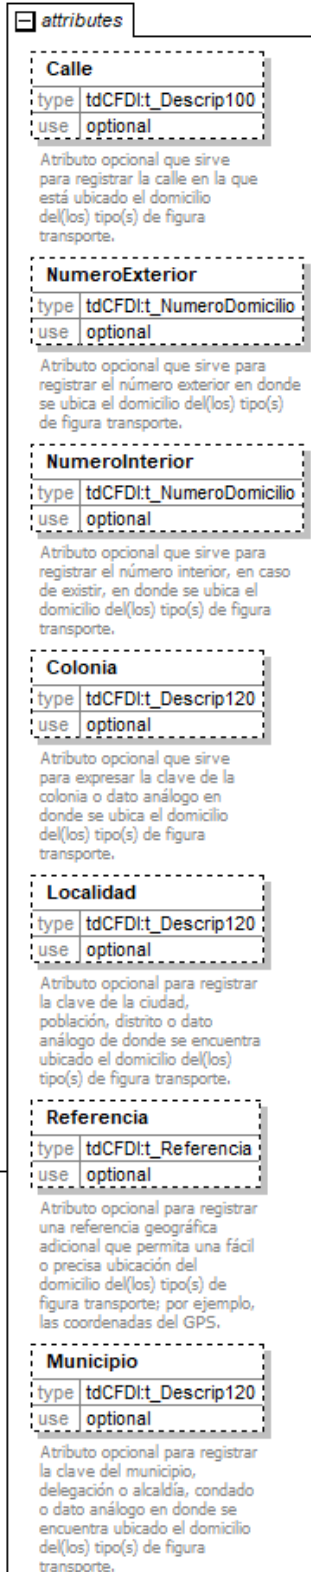 attributes
Calle
type tdCFDI:t_Descrip100
use optional
Atributo opcional que sirve
para registrar la calle en la que
está ubicado el domicilio
del(los) tipo(s) de figura
transporte.
NumeroExterior
type tdCFDI:t_NumeroDomicilio
use optional
Atributo opcional que sirve para
registrar el número exterior en donde
se ubica el domicilio del(los) tipo(s)
de figura transporte.
NumeroInterior
type tdCFDI:t_NumeroDomicilio
use optional
Atributo opcional que sirve para
registrar el número interior, en caso
de existir, en donde se ubica el
domicilio del(los) tipo(s) de figura
transporte.
Colonia
type tdCFDI:t_Descrip120
use optional
Atributo opcional que sirve
para expresar la clave de la
colonia o dato análogo en
donde se ubica el domicilio
del(los) tipo(s) de figura
transporte.
Localidad
type tdCFDI:t_Descrip120
use optional
Atributo opcional para registrar
la clave de la ciudad,
población, distrito o dato
análogo de donde se encuentra
ubicado el domicilio del(los)
tipo(s) de figura transporte.
Referencia
type tdCFDI:t_Referencia
use optional
Atributo opcional para registrar
una referencia geográfica
adicional que permita una fácil
o precisa ubicación del
domicilio del(los) tipo(s) de
figura transporte; por ejemplo,
las coordenadas del GPS.
Municipio
type tdCFDI:t_Descrip120
use optional
Atributo opcional para registrar
la clave del municipio,
delegación o alcaldía, condado
o dato análogo en donde se
encuentra ubicado el domicilio
del(los) tipo(s) de figura
transporte.